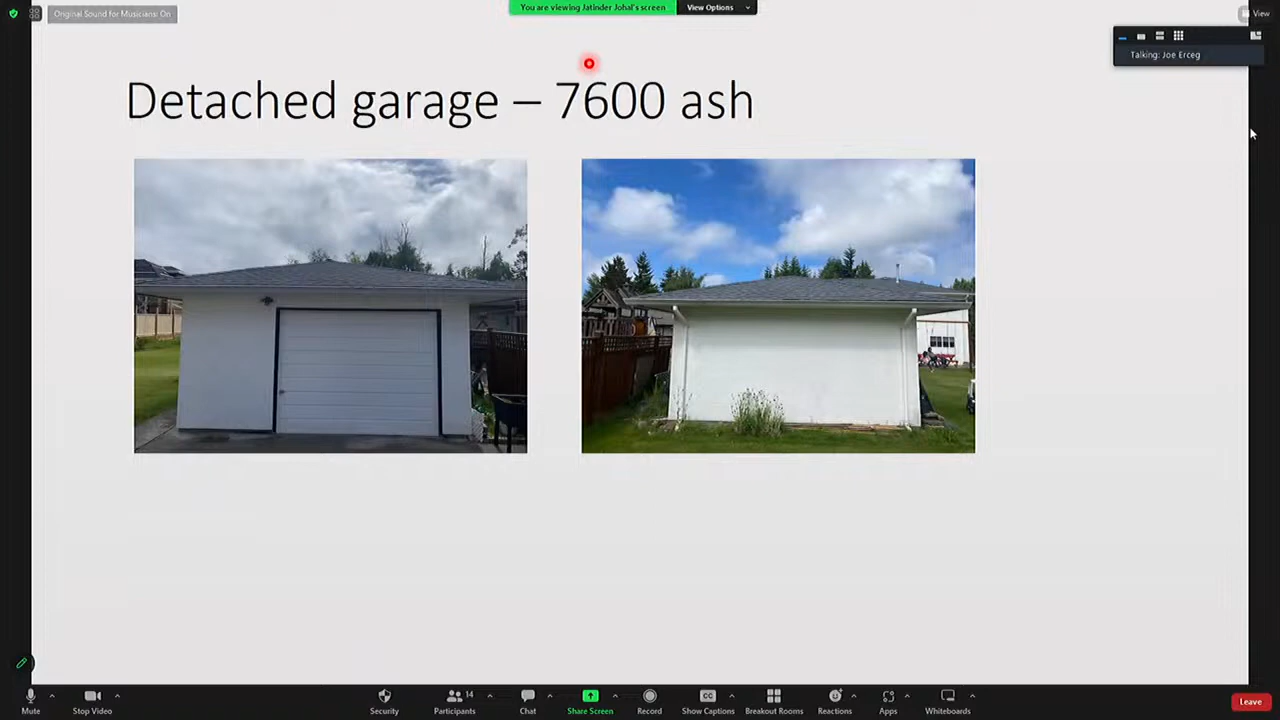 Original Sound for Musicians: On
You are viewing Jatinder Johal's screen
View Options
View
Talking: Joe Erceg
Detached garage – 7600 ash
Mute
Stop Video
Security
Participants
14
Chat
Share Screen
Record
CC
Show Captions
Breakout Rooms
Reactions
Apps
Whiteboards
Leave